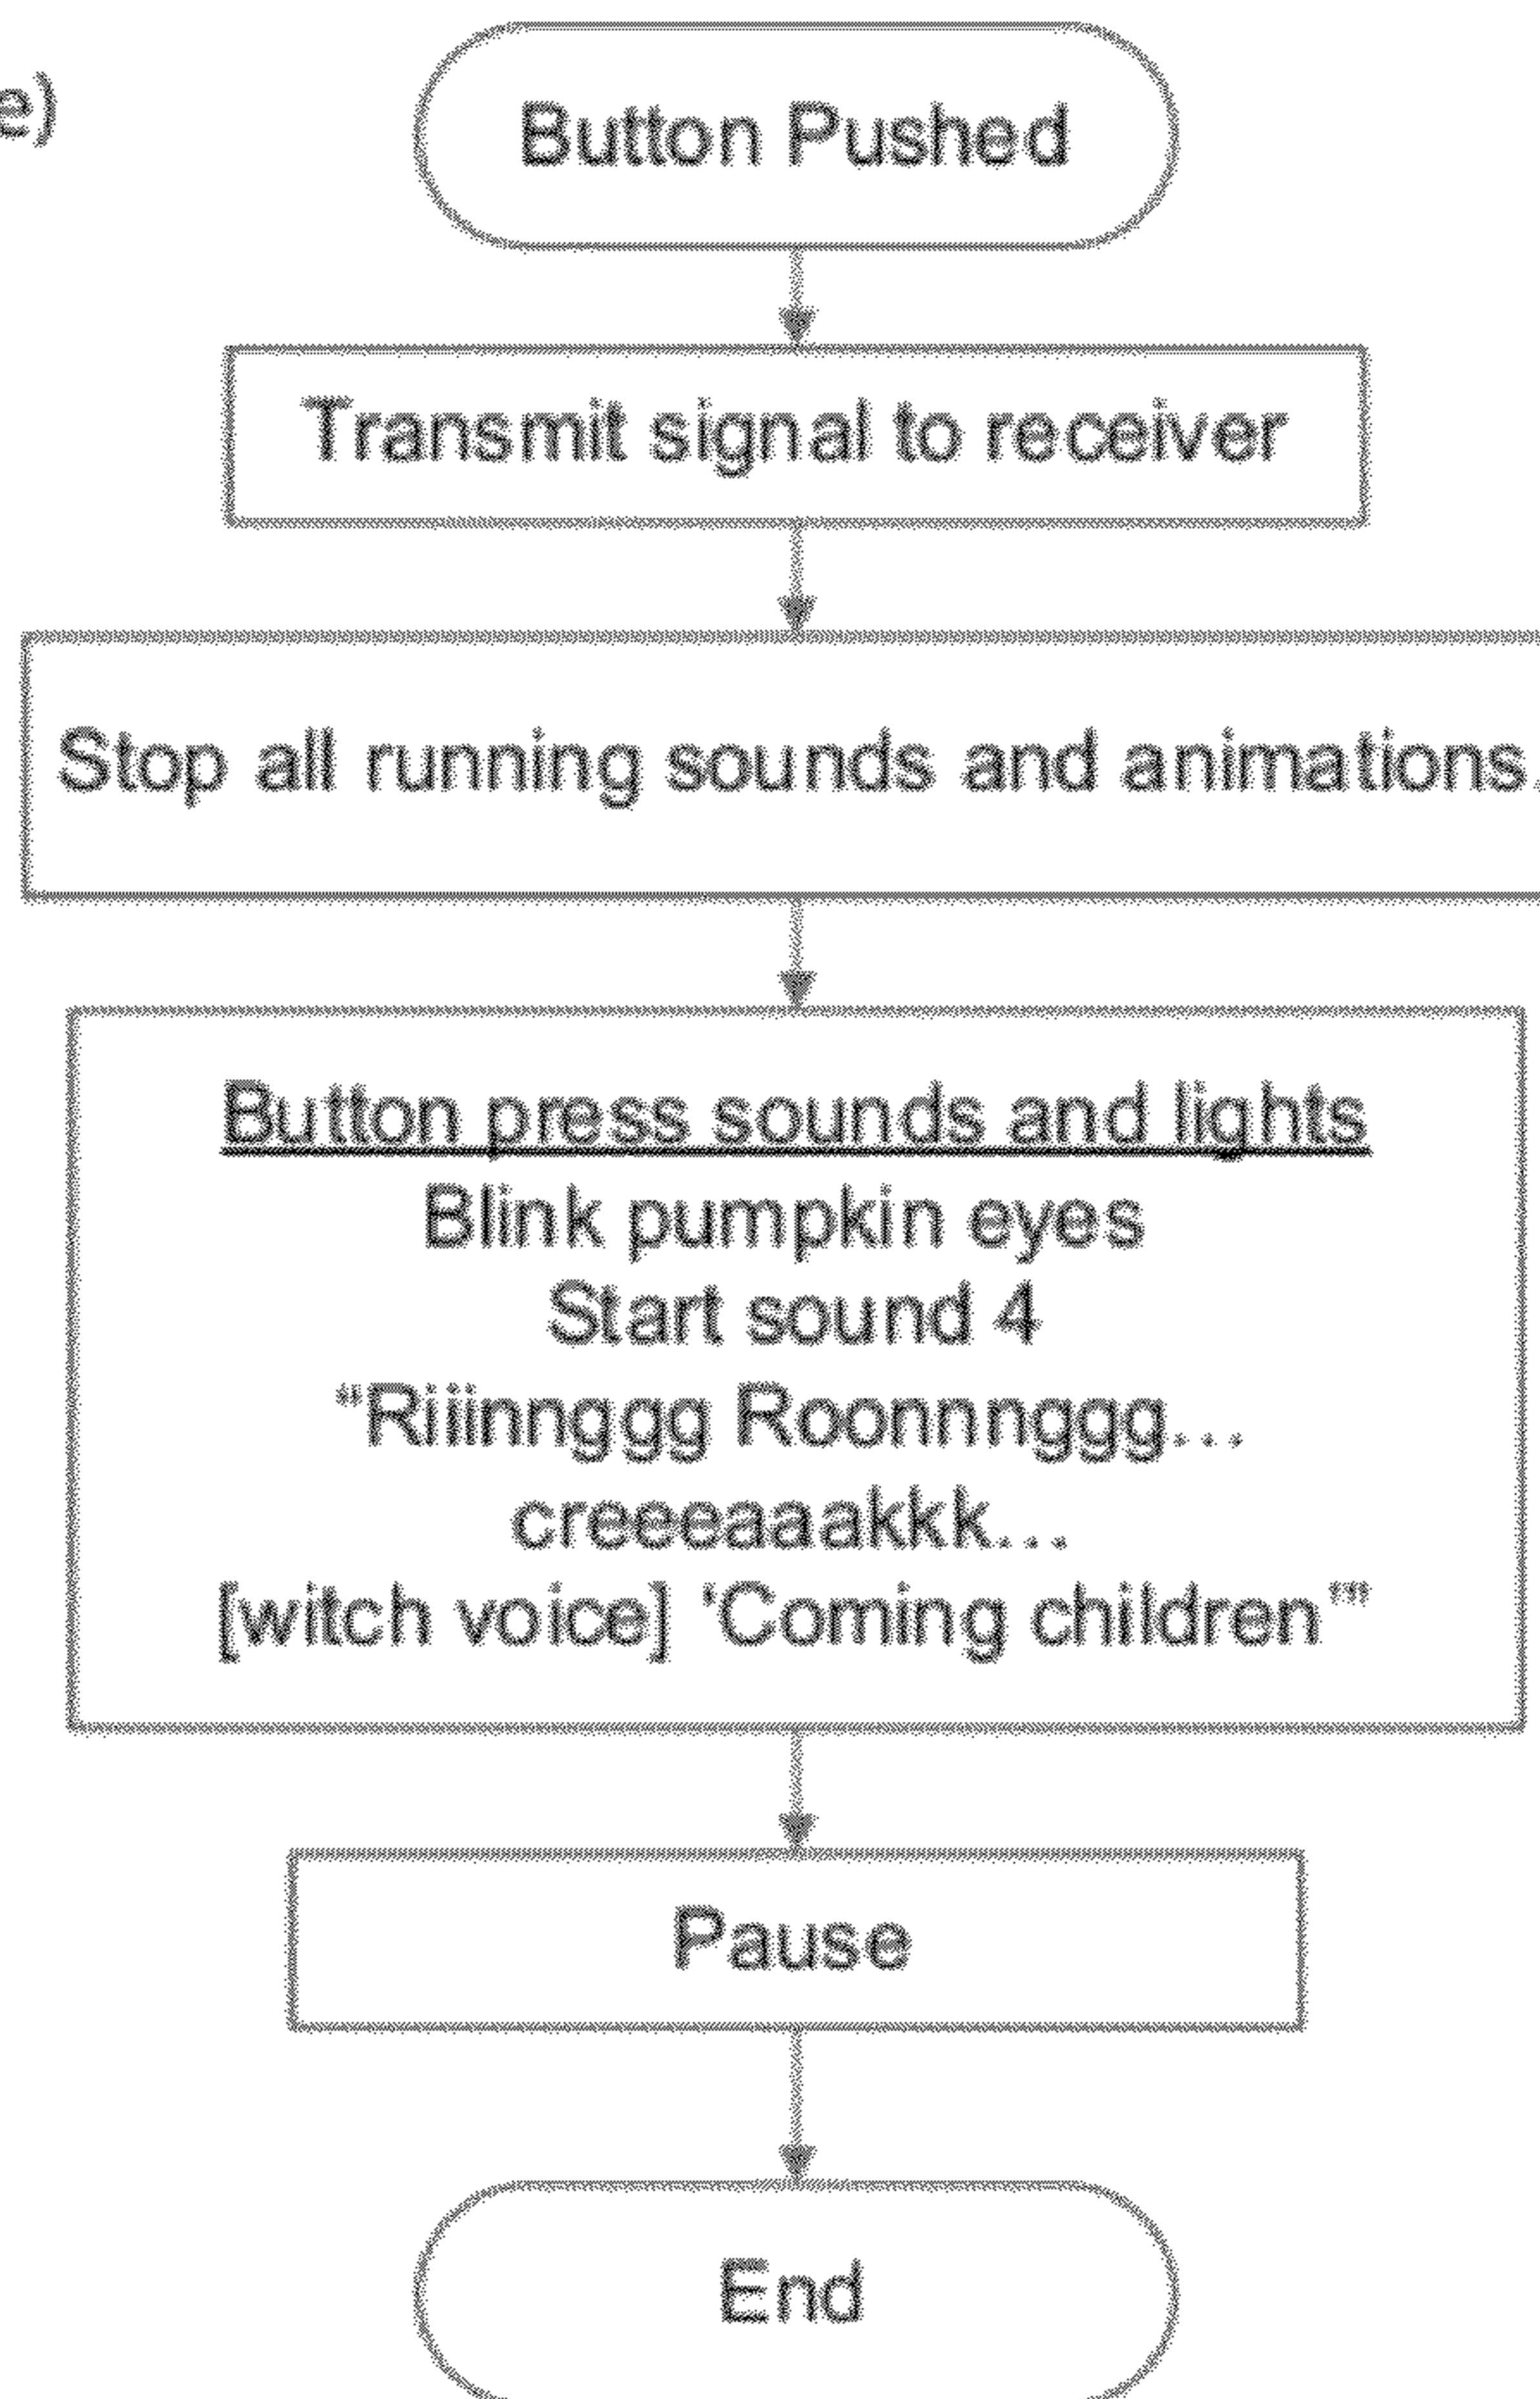 e)
Button Pushed
Transmit signal to receiver
Stop all running sounds and animations.
Button press sounds and lights
Blink pumpkin eyes
Start sound 4
“Riiinnggg Roonnnggg...
creeeaaakkk...
[witch voice] ‘Coming children’”
Pause
End